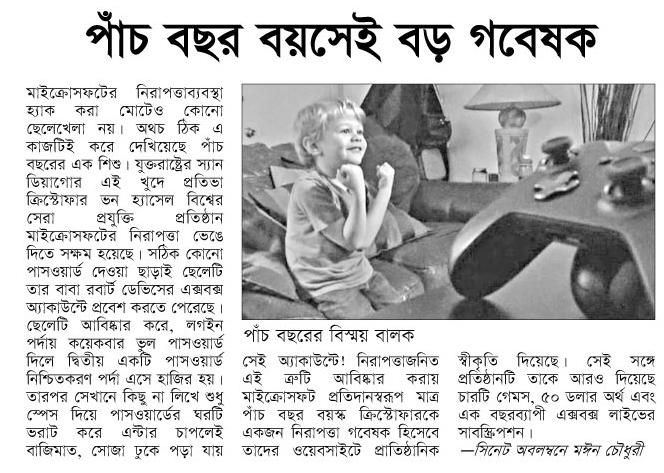 পাঁচ বছর বয়সেই বড় গবেষক
মাইক্রোসফটের নিরাপত্তাব্যবস্থা
হ্যাক করা মোটেও কোনো
ছেলেখেলা নয়। অথচ ঠিক এ
কাজটিই করে দেখিয়েছে পাঁচ
বছরের এক শিশু। যুক্তরাষ্ট্রের স্যান
ডিয়াগোর এই খুদে প্রতিভা
ক্রিস্টোফার ভন হ্যাসেল বিশ্বের
সেরা প্রযুক্তি প্রতিষ্ঠান
মাইক্রোসফটের নিরাপত্তা ভেঙে
দিতে সক্ষম হয়েছে। সঠিক কোনো
পাসওয়ার্ড দেওয়া ছাড়াই ছেলেটি
তার বাবা রবার্ট ডেভিসের এক্সবক্স
অ্যাকাউন্টে প্রবেশ করতে পেরেছে।
ছেলেটি আবিষ্কার করে, লগইন
পর্দায় কয়েকবার ভুল পাসওয়ার্ড
দিলে দ্বিতীয় একটি পাসওয়ার্ড
নিশ্চিতকরণ পর্দা এসে হাজির হয়।
তারপর সেখানে কিছু না লিখে শুধু
স্পেস দিয়ে পাসওয়ার্ডের ঘরটি
ভরাট করে এন্টার চাপলেই
বাজিমাত, সোজা ঢুকে পড়া যায়
পাঁচ বছরের বিস্ময় বালক
সেই অ্যাকাউন্টে! নিরাপত্তাজনিত
এই ত্রুটি আবিষ্কার করায়
মাইক্রোসফট প্রতিদানস্বরূপ মাত্র
পাঁচ বছর বয়স্ক ক্রিস্টোফারকে
একজন নিরাপত্তা গবেষক হিসেবে
তাদের ওয়েবসাইটে প্রাতিষ্ঠানিক
স্বীকৃতি দিয়েছে। সেই সঙ্গে
প্রতিষ্ঠানটি তাকে আরও দিয়েছে
চারটি গেমস, ৫০ ডলার অর্থ এবং
এক বছরব্যাপী এক্সবক্স লাইভের
সাবস্ক্রিপশন।
—সিনেট অবলম্বনে মঈন চৌধুরী